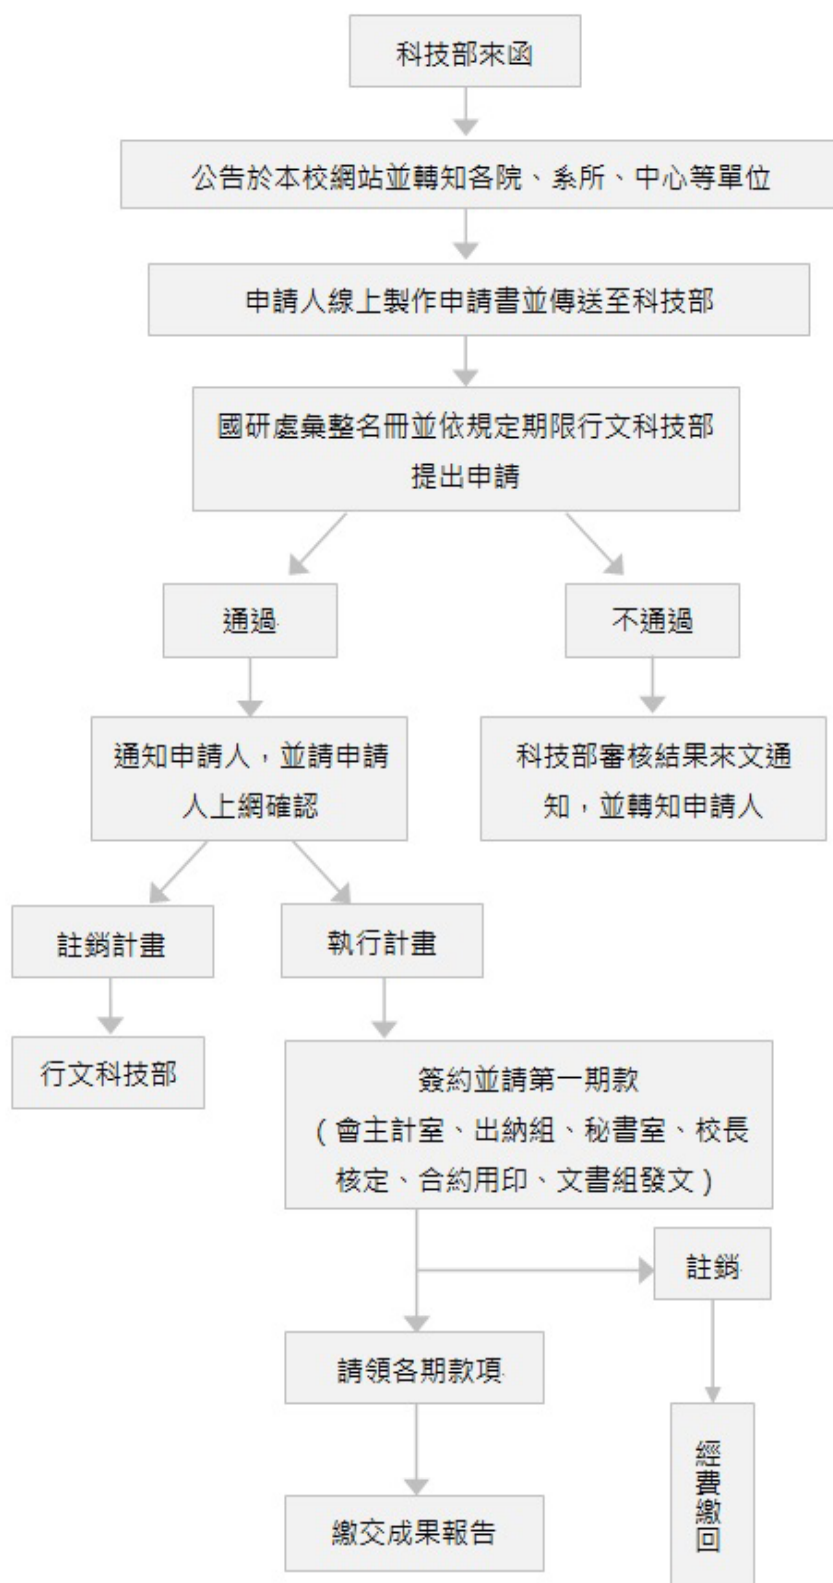 科技部來函
公告於本校網站並轉知各院、系所、中心等單位
申請人線上製作申請書並傳送至科技部
國研處彙整名冊並依規定期限行文科技部
提出申請
通過
不通過
通知申請人，並請申請
人上網確認
科技部審核結果來文通
知，並轉知申請人
註銷計畫
執行計畫
行文科技部
簽約並請第一期款
(會主計室、出納組、秘書室、校長
核定、合約用印、文書組發文)
註銷
請領各期款項
經費繳回
繳交成果報告